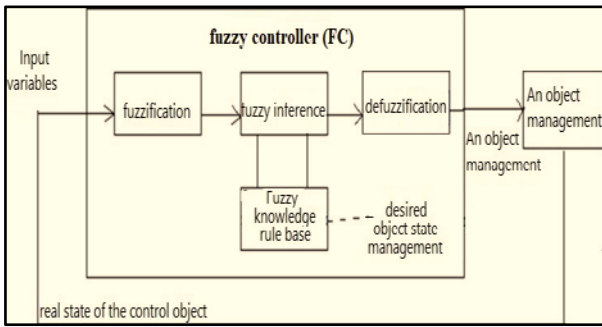 fuzzy controller (FC)
Input
variables
fuzzification
fuzzy inference
defuzzification
An object
management
An object
management
Fuzzy
knowledge
rule base
desired
object state
management
real state of the control object